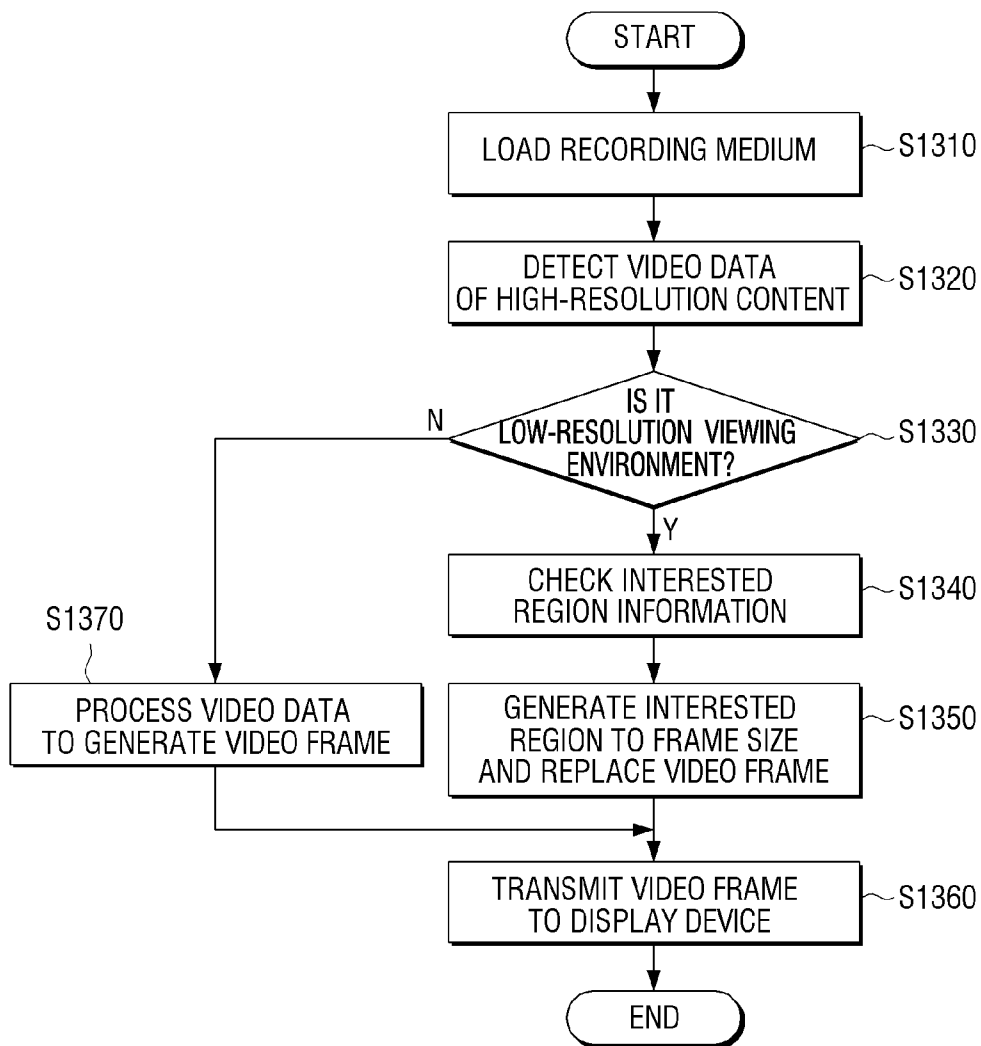 START
LOAD RECORDING MEDIUM
S1310
DETECT VIDEO DATA
OF HIGH-RESOLUTION CONTENT
S1320
IS IT
LOW-RESOLUTION VIEWING
ENVIRONMENT?
S1330
N
Y
CHECK INTERESTED
REGION INFORMATION
S1340
S1370
PROCESS VIDEO DATA
TO GENERATE VIDEO FRAME
GENERATE INTERESTED
REGION TO FRAME SIZE
AND REPLACE VIDEO FRAME
S1350
TRANSMIT VIDEO FRAME
TO DISPLAY DEVICE
S1360
END